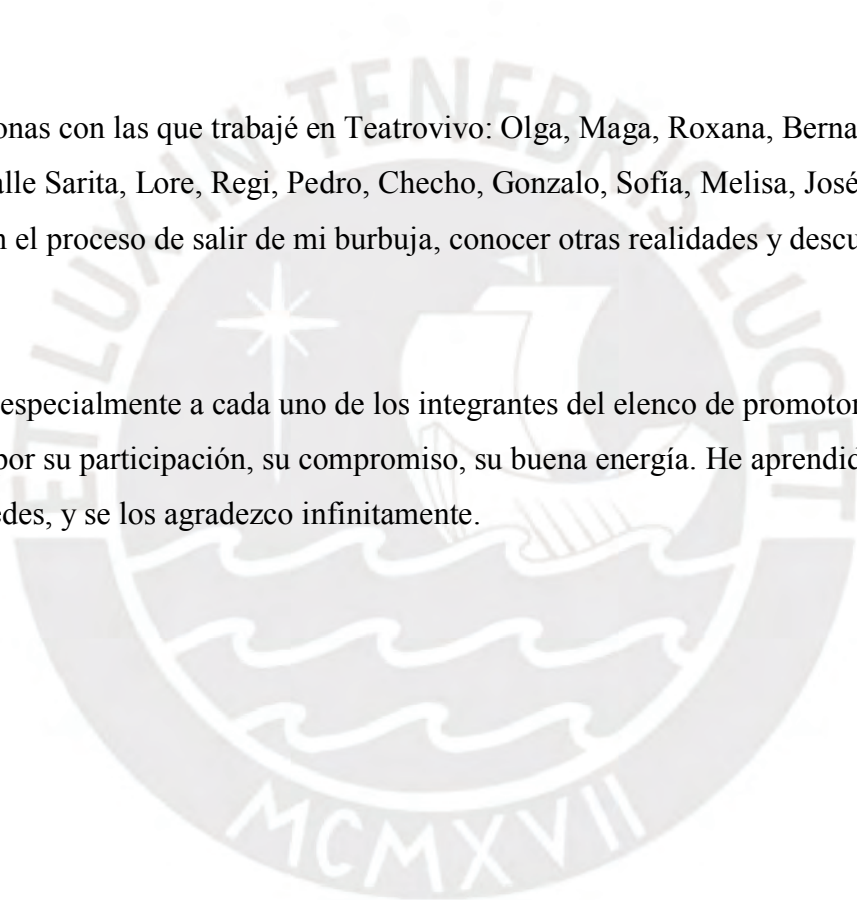 onas con las que trabajé en Teatrovivo: Olga, Maga, Roxana, Berna
alle Sarita, Lore, Regi, Pedro, Checho, Gonzalo, Sofía, Melisa, José
n el proceso de salir de mi burbuja, conocer otras realidades y descu
especialmente a cada uno de los integrantes del elenco de promotor
por su participación, su compromiso, su buena energía. He aprendid
edes, y se los agradezco infinitamente.
ET LUX IN TENEBRIS LUCET
MCMXVII